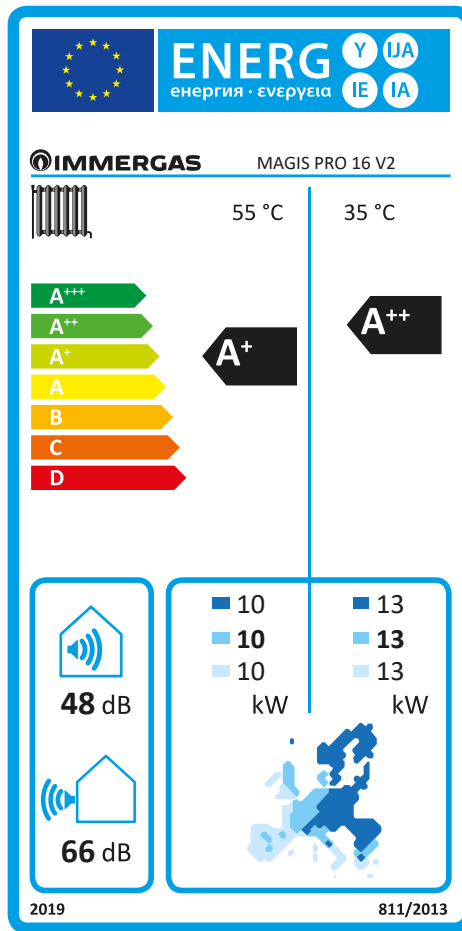 ENERG
енергия · ενεργεια
Y IJA
IE IA
IMMERGAS MAGIS PRO 16 V2
55 °C 35 °C
A+++
A++
A+
A
B
C
D
A+
A++
48 dB
66 dB
10 13
10 13
10 13
kW kW
2019 811/2013